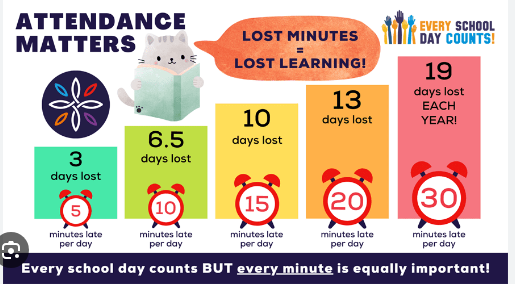 ATTENDANCE
MATTERS
LOST MINUTES
=
LOST LEARNING!
EVERY SCHOOL
DAY COUNTS!
3
days lost
6.5
days lost
10
days lost
13
days lost
19
days lost
EACH
YEAR!
5
10
15
20
30
minutes late
per day
minutes late
per day
minutes late
per day
minutes late
per day
minutes late
per day
Every school day counts BUT every minute is equally important!